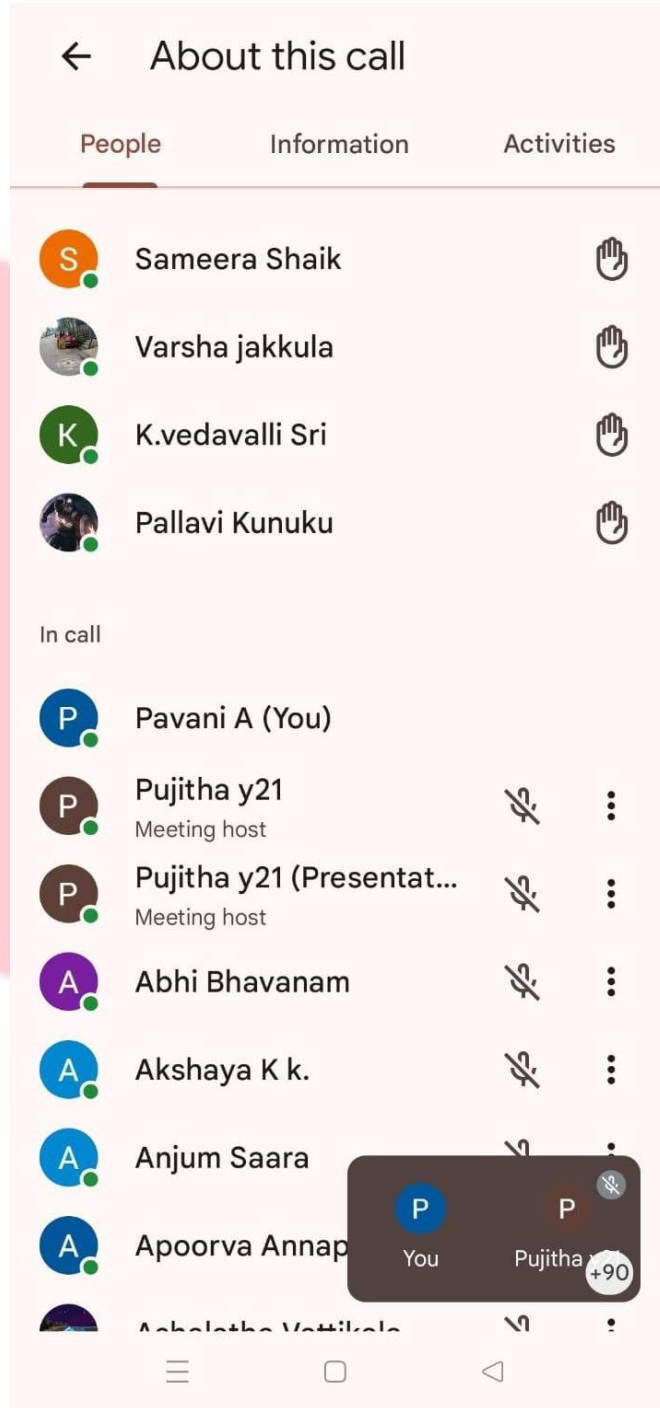 About this call
People Information Activities
S Sameera Shaik
Varsha jakkula
K K.vedavalli Sri
Pallavi Kunuku
In call
P Pavani A (You)
P Pujitha y21
Meeting host
P Pujitha y21 (Presentat...
Meeting host
A Abhi Bhavanam
A Akshaya K k.
A Anjum Saara
A Apoorva Annap
P P
You Pujitha
+90